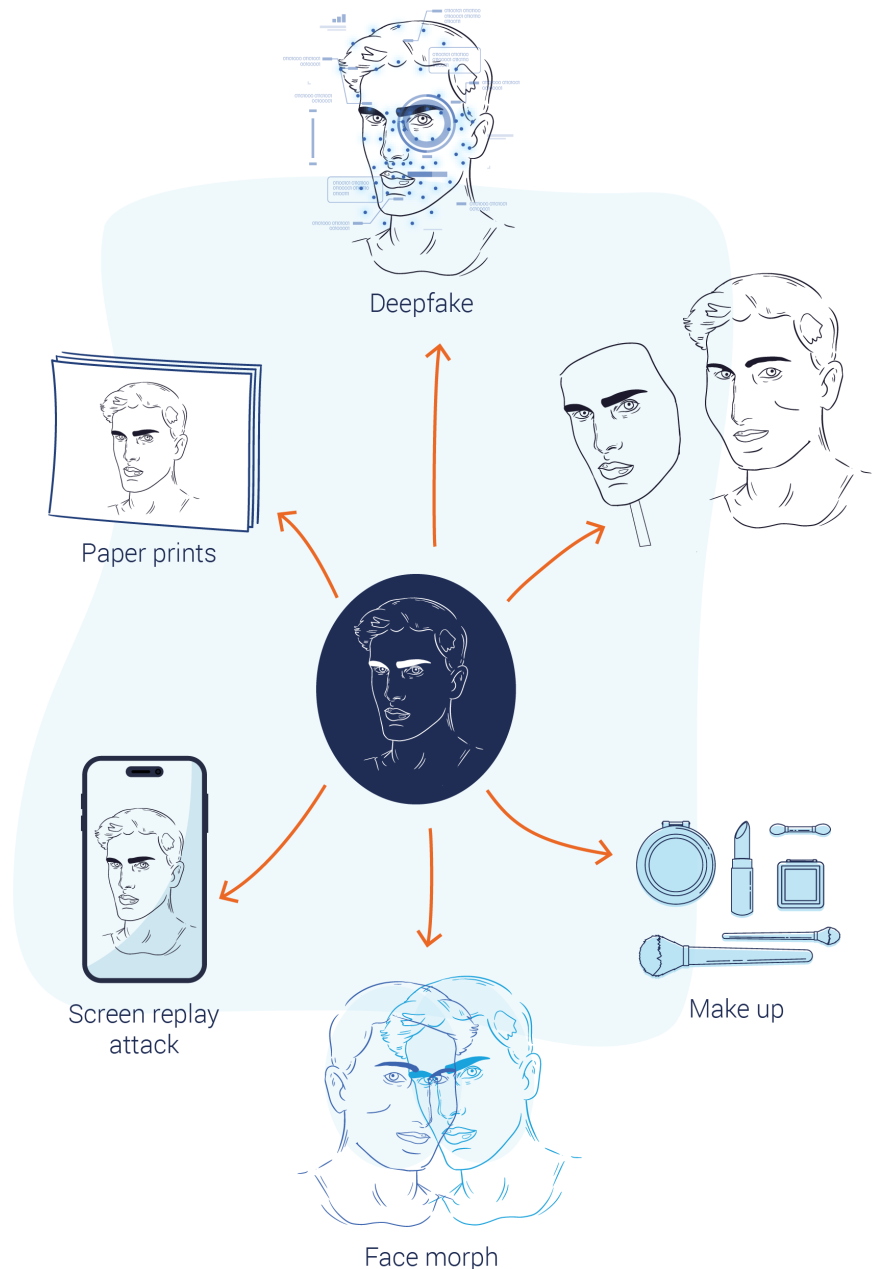 Deepfake
Paper prints
Screen replay
attack
Make up
Face morph